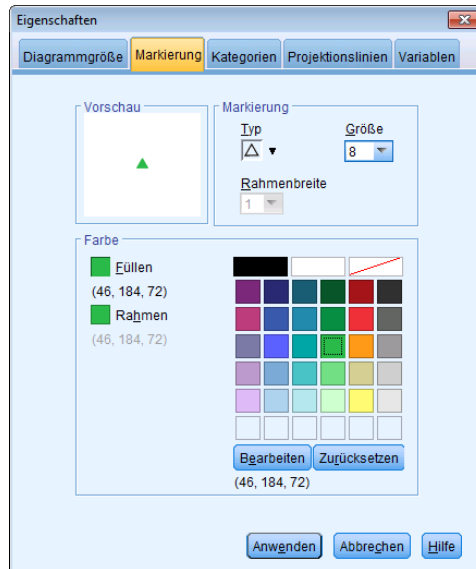 Eigenschaften
Diagrammgröße Markierung Kategorien Projektionslinien Variablen
Vorschau
Markierung
Typ
Größe
8
Rahmenbreite
1
Farbe
Füllen
(46, 184, 72)
Rahmen
(46, 184, 72)
Bearbeiten Zurücksetzen
(46, 184, 72)
Anwenden Abbrechen Hilfe